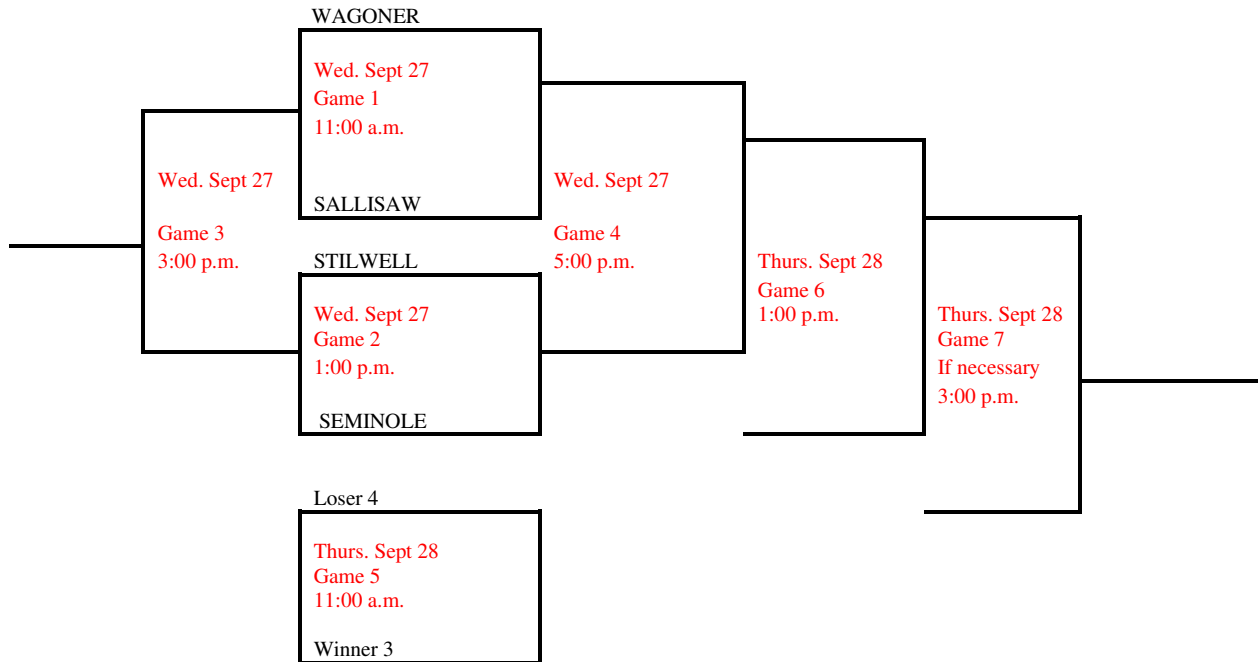 WAGONER
Wed. Sept 27
Game 1
11:00 a.m.
SALLISAW
Wed. Sept 27
Game 3
3:00 p.m.
STILWELL
Wed. Sept 27
Game 2
1:00 p.m.
SEMINOLE
Wed. Sept 27
Game 4
5:00 p.m.
Loser 4
Thurs. Sept 28
Game 5
11:00 a.m.
Winner 3
Thurs. Sept 28
Game 6
1:00 p.m.
Thurs. Sept 28
Game 7
If necessary
3:00 p.m.